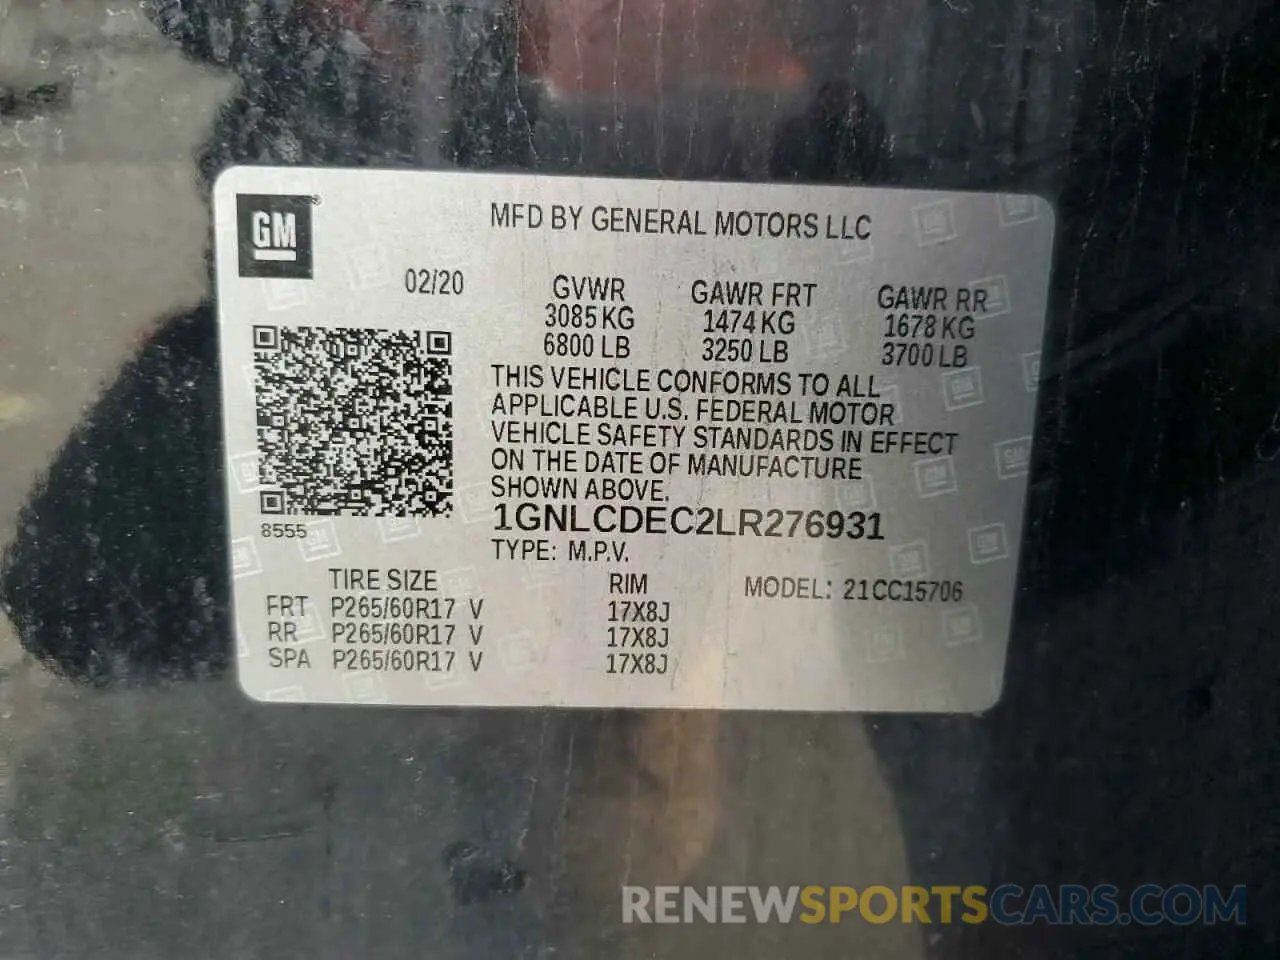 GM®
MFD BY GENERAL MOTORS LLC
02/20
GVWR GAWR FRT GAWR RR
3085 KG 1474 KG 1678 KG
6800 LB 3250 LB 3700 LB
THIS VEHICLE CONFORMS TO ALL
APPLICABLE U.S. FEDERAL MOTOR
VEHICLE SAFETY STANDARDS IN EFFECT
ON THE DATE OF MANUFACTURE
SHOWN ABOVE.
8555
1GNLCDEC2LR276931
TYPE: M.P.V.
TIRE SIZE RIM MODEL: 21CC15706
FRT P265/60R17 V 17X8J
RR P265/60R17 V 17X8J
SPA P265/60R17 V 17X8J
RENEWSPORTSCARS.COM